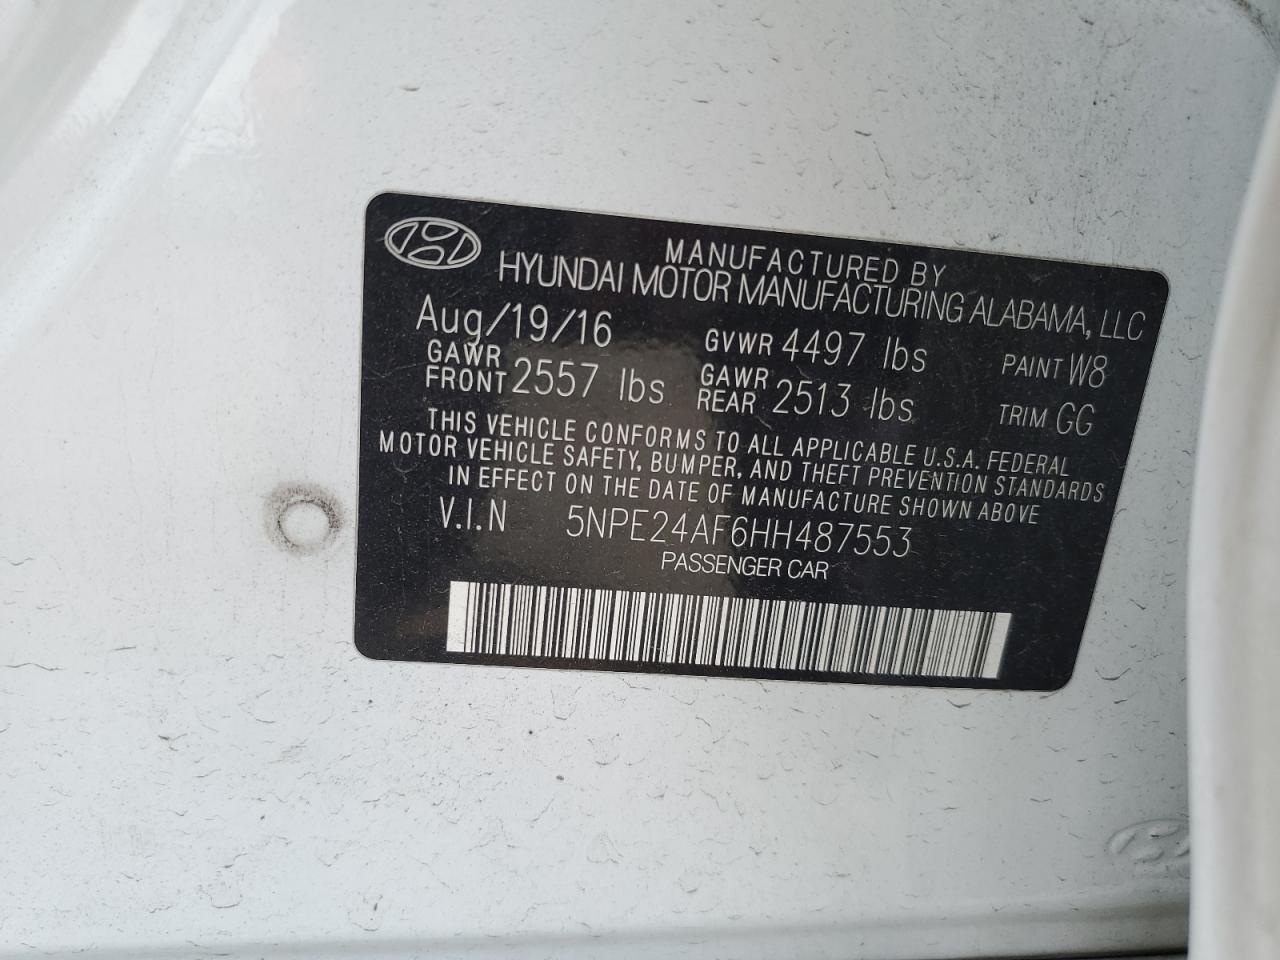 MANUFACTURED BY
HYUNDAI MOTOR MANUFACTURING ALABAMA, LLC
Aug/19/16 GVWR 4497 lbs PAINT W8
GAWR FRONT 2557 lbs GAWR REAR 2513 lbs TRIM GG
THIS VEHICLE CONFORMS TO ALL APPLICABLE U.S.A. FEDERAL
MOTOR VEHICLE SAFETY, BUMPER, AND THEFT PREVENTION STANDARDS
IN EFFECT ON THE DATE OF MANUFACTURE SHOWN ABOVE
V.I.N 5NPE24AF6HH487553
PASSENGER CAR